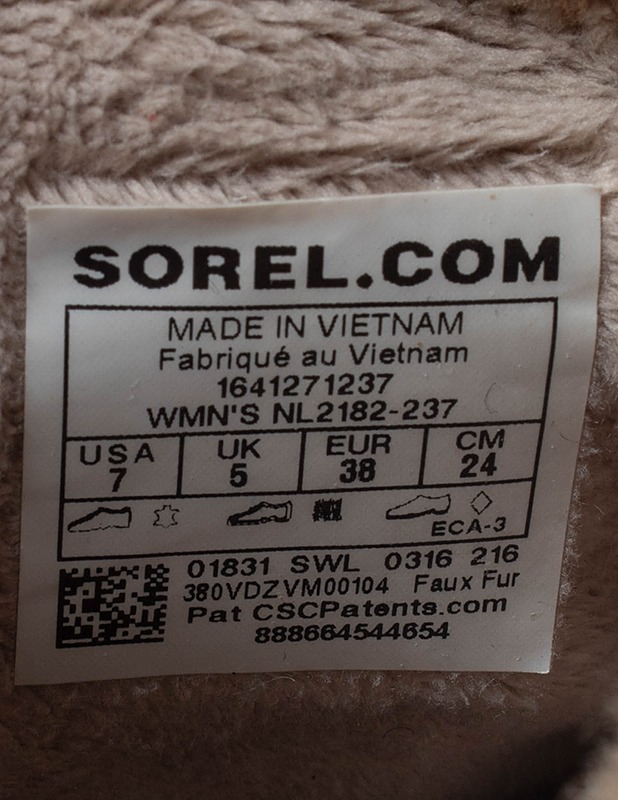 SOREL.COM
MADE IN VIETNAM
Fabriqué au Vietnam
1641271237
WMN'S NL2182-237
USA UK EUR CM
7 5 38 24
ECA-3
01831 SWL 0316 216
380VDZVM00104 Faux Fur
Pat CSCPatents.com
888664544654